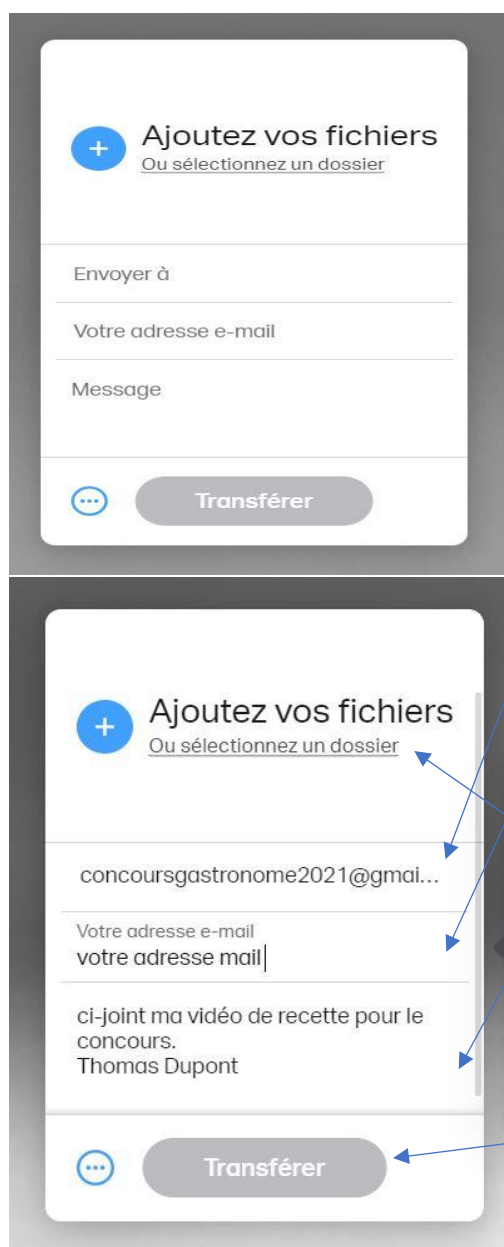 Ajoutez vos fichiers
Ou sélectionnez un dossier
Envoyer à
Votre adresse e-mail
Message
Transférer
Ajoutez vos fichiers
Ou sélectionnez un dossier
concoursgastronome2021@gmai...
Votre adresse e-mail
votre adresse mail
ci-joint ma vidéo de recette pour le
concours.
Thomas Dupont
Transférer